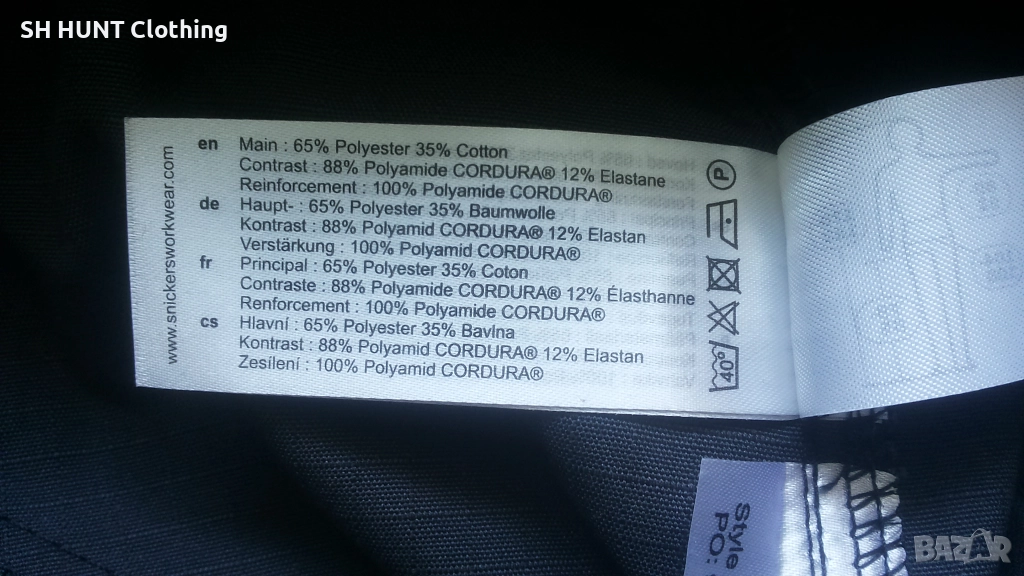 SH HUNT Clothing
www.snickersworkwear.com
en Main : 65% Polyester 35% Cotton
Contrast : 88% Polyamide CORDURA® 12% Elastane
Reinforcement : 100% Polyamide CORDURA®
de Haupt- : 65% Polyester 35% Baumwolle
Kontrast : 88% Polyamid CORDURA® 12% Elastan
Verstärkung : 100% Polyamid CORDURA®
fr Principal : 65% Polyester 35% Coton
Contraste : 88% Polyamide CORDURA® 12% Élasthanne
Renforcement : 100% Polyamide CORDURA®
cs Hlavní : 65% Polyester 35% Bavlna
Kontrast : 88% Polyamid CORDURA® 12% Elastan
Zesílení : 100% Polyamid CORDURA®
P
40°
Style
PO:
BAZAR